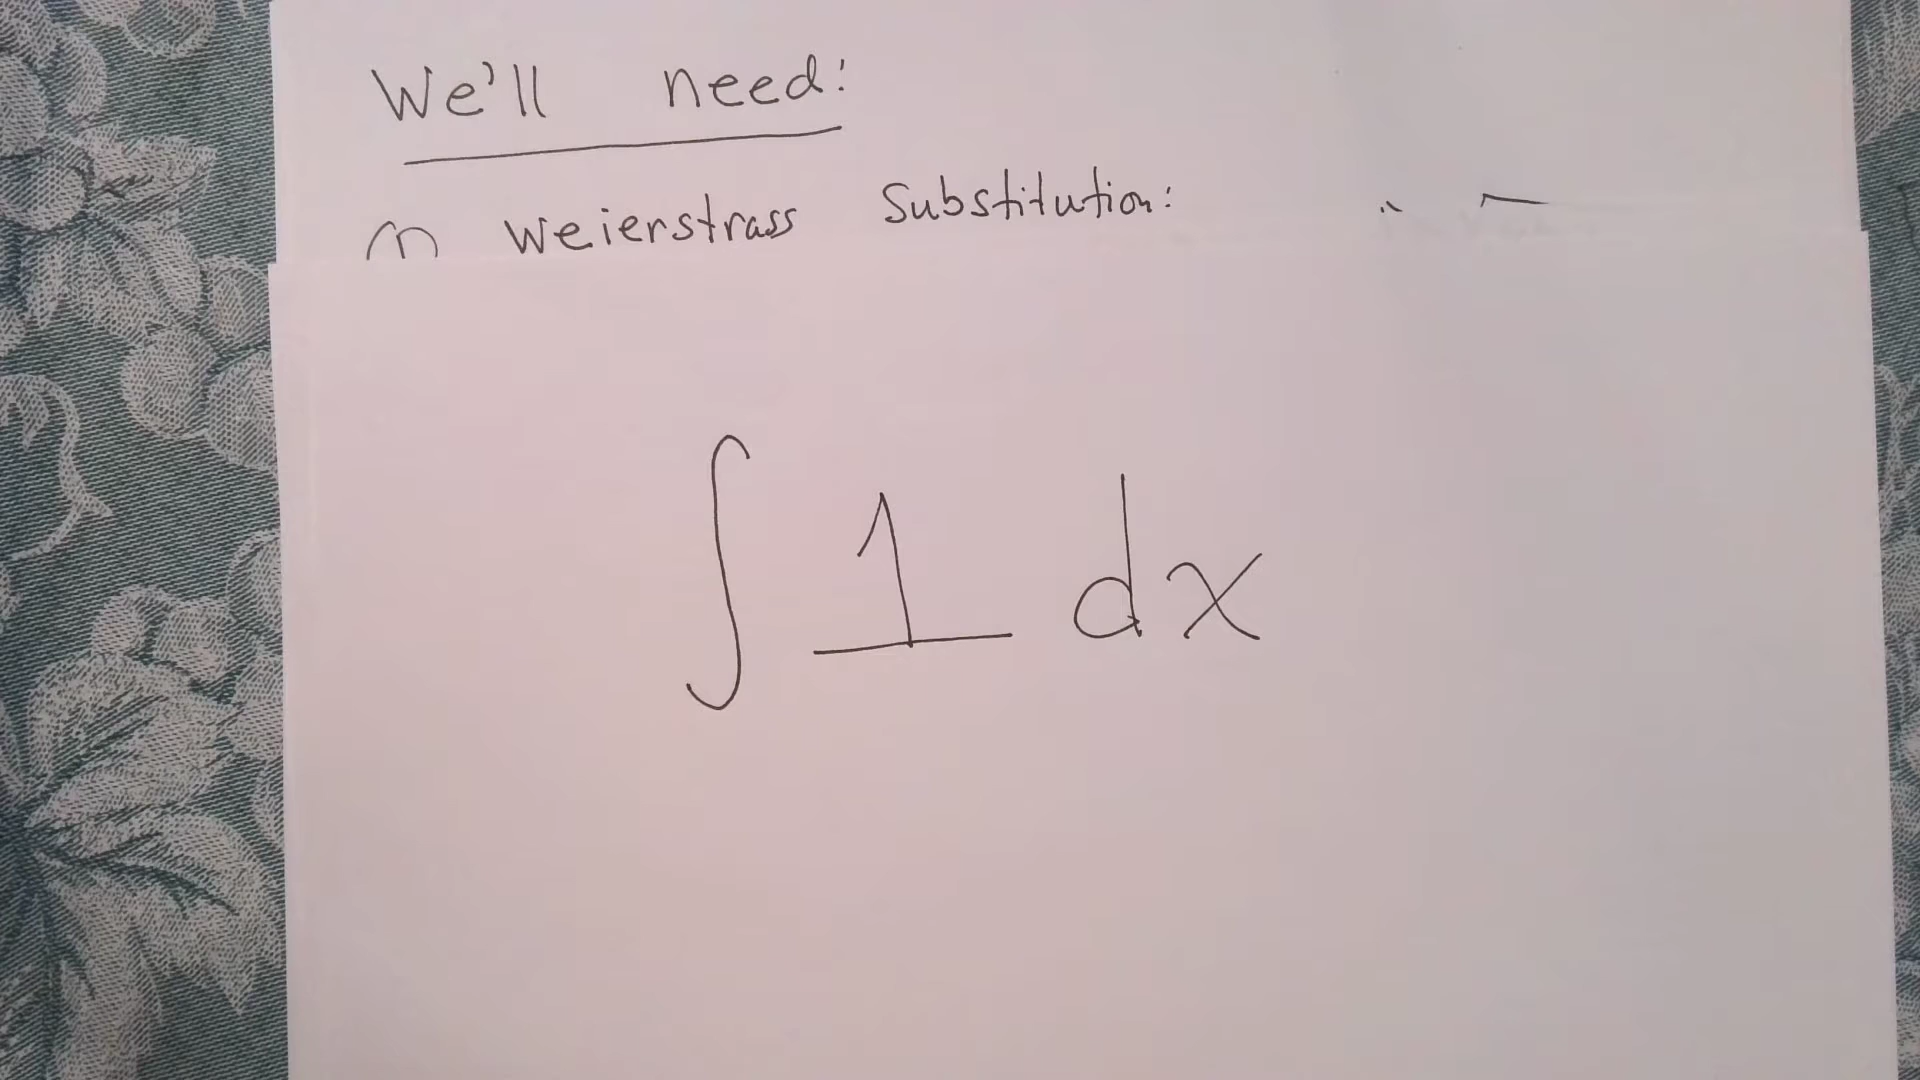 We'll need:
Weierstrass Substitution:
∫ 1 dx